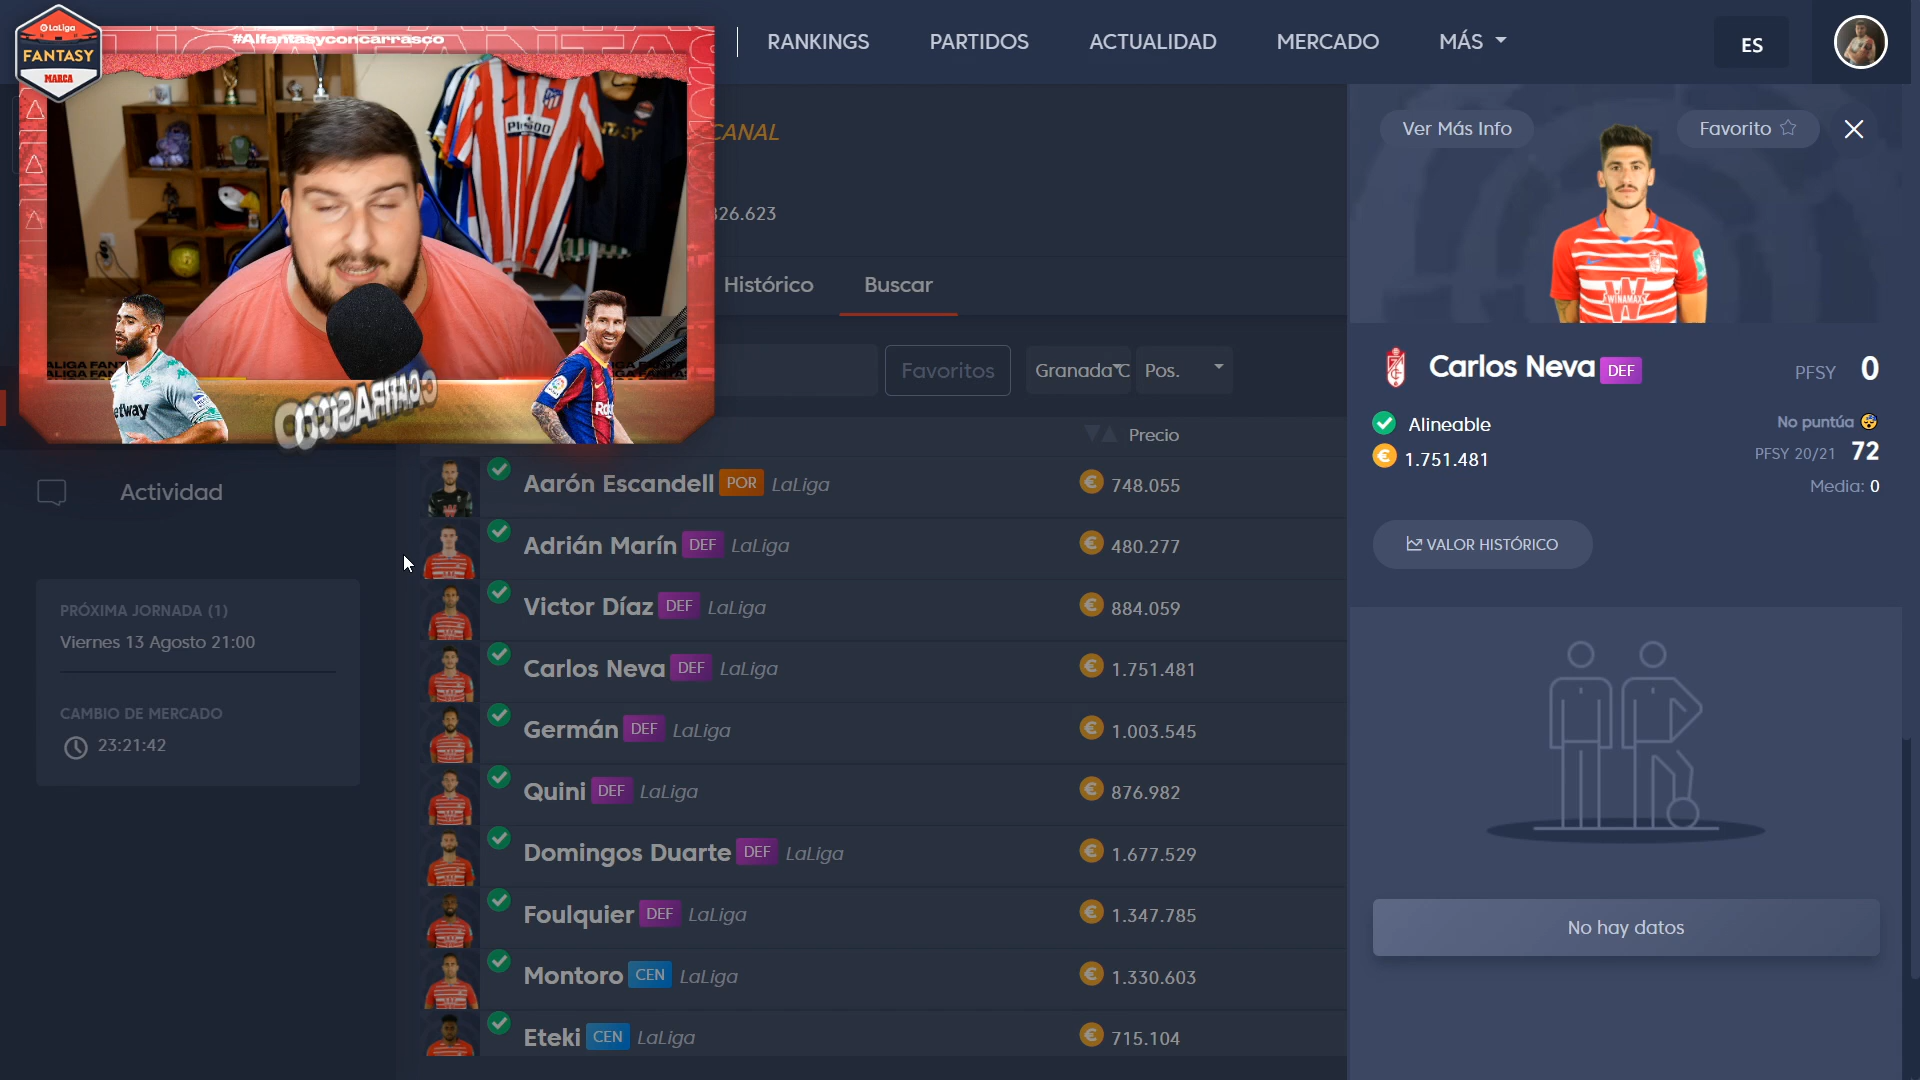 LaLiga
FANTASY
MARCA
#Alfantasyconcarrasco
RANKINGS
PARTIDOS
ACTUALIDAD
MERCADO
MÁS
ES
Plus500
CANAL
326.623
Histórico
Buscar
Favoritos
Granada C
Pos.
Precio
etway
CARRASCO
Actividad
PRÓXIMA JORNADA (1)
Viernes 13 Agosto 21:00
CAMBIO DE MERCADO
23:21:42
Aarón Escandell POR LaLiga 748.055
Adrián Marín DEF LaLiga 480.277
Victor Díaz DEF LaLiga 884.059
Carlos Neva DEF LaLiga 1.751.481
Germán DEF LaLiga 1.003.545
Quini DEF LaLiga 876.982
Domingos Duarte DEF LaLiga 1.677.529
Foulquier DEF LaLiga 1.347.785
Montoro CEN LaLiga 1.330.603
Eteki CEN LaLiga 715.104
Ver Más Info
Favorito
WINAMAX
Carlos Neva DEF
PFSY 0
Alineable
No puntúa
1.751.481
PFSY 20/21 72
Media: 0
VALOR HISTÓRICO
No hay datos